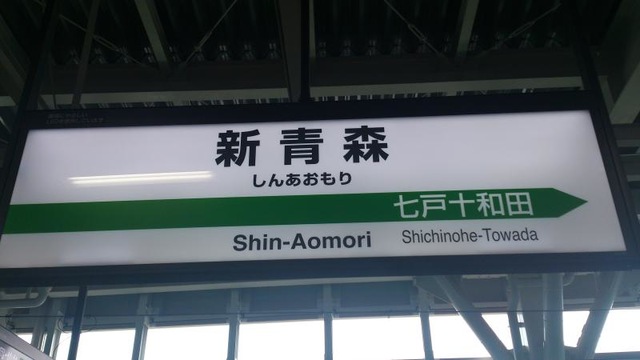 新青森
しんあおもり
七戸十和田
Shin-Aomori
Shichinohe-Towada